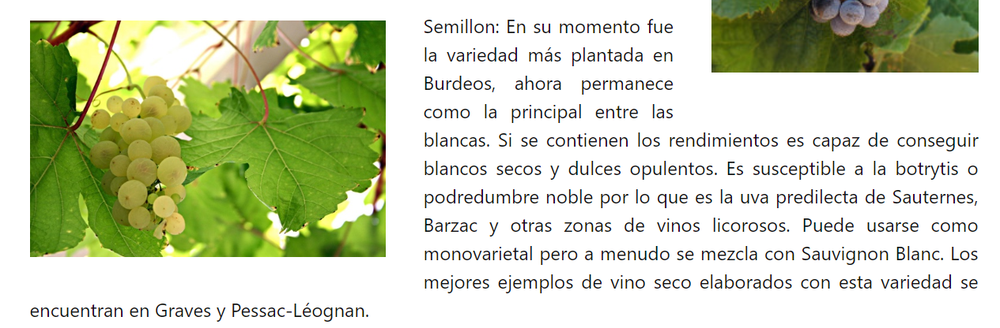 Semillon: En su momento fue
la variedad más plantada en
Burdeos, ahora permanece
como la principal entre las
blancas. Si se contienen los rendimientos es capaz de conseguir
blancos secos y dulces opulentos. Es susceptible a la botrytis o
podredumbre noble por lo que es la uva predilecta de Sauternes,
Barzac y otras zonas de vinos licorosos. Puede usarse como
monovarietal pero a menudo se mezcla con Sauvignon Blanc. Los
mejores ejemplos de vino seco elaborados con esta variedad se
encuentran en Graves y Pessac-Léognan.